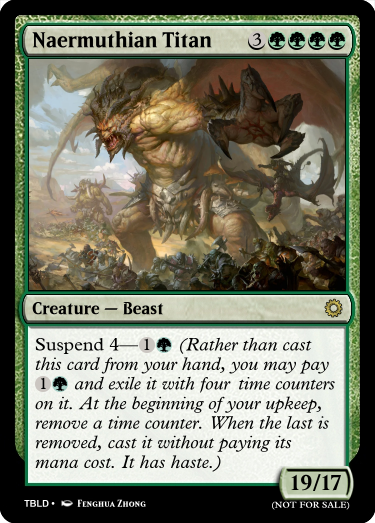 Naermuthian Titan 3
Creature — Beast
Suspend 4—1 (Rather than cast
this card from your hand, you may pay
1 and exile it with four time counters
on it. At the beginning of your upkeep,
remove a time counter. When the last is
removed, cast it without paying its
mana cost. It has haste.)
19/17
TBLD • FENGHUA ZHONG
(NOT FOR SALE)